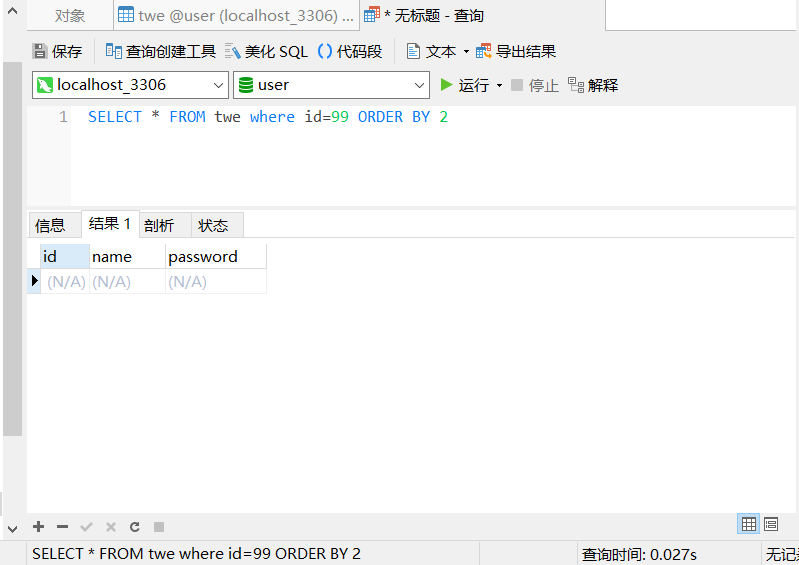 对象 twe @user (localhost_3306) ... * 无标题 - 查询
保存 查询创建工具 美化 SQL () 代码段 文本 导出结果
localhost_3306 user 运行 停止 解释
1 SELECT * FROM twe where id=99 ORDER BY 2
信息 结果 1 剖析 状态
id name password
(N/A) (N/A) (N/A)
SELECT * FROM twe where id=99 ORDER BY 2 查询时间: 0.027s 无记